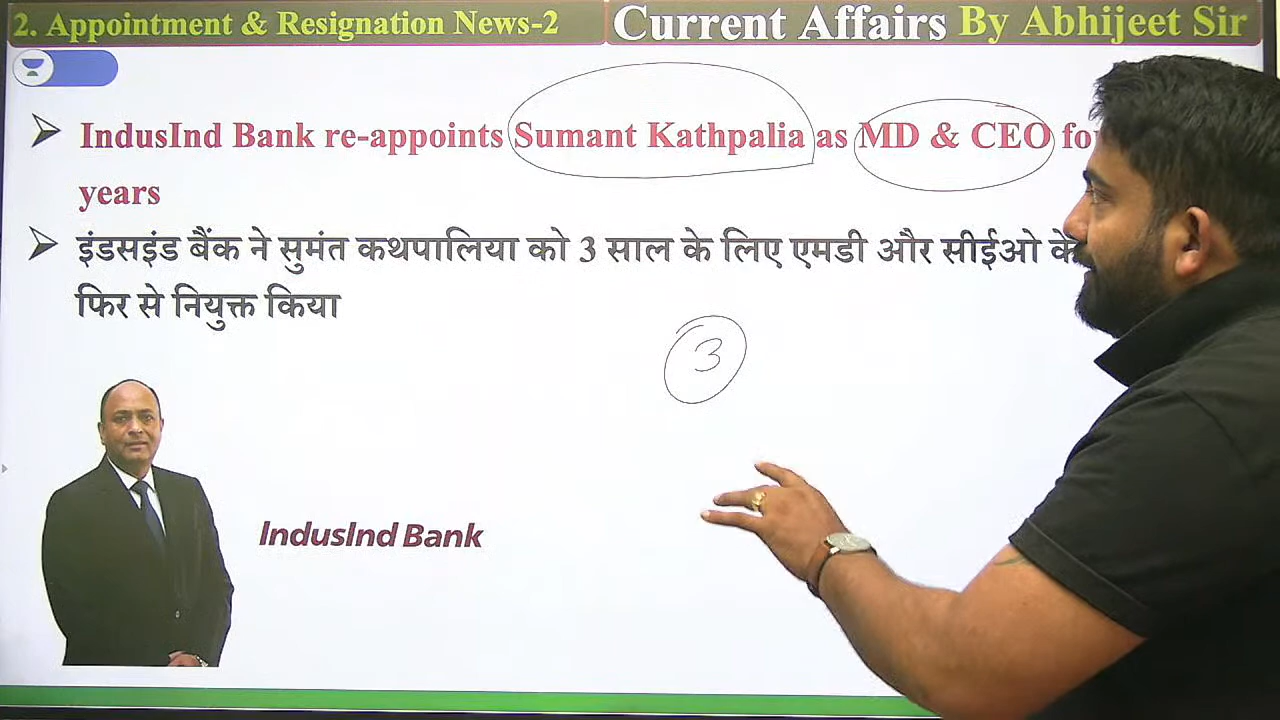 2. Appointment & Resignation News-2
Current Affairs By Abhijeet Sir
IndusInd Bank re-appoints Sumant Kathpalia as MD & CEO
years
इंडसइंड बैंक ने सुमंत कथपालिया को 3 साल के लिए एमडी और सीईओ के
फिर से नियुक्त किया
3
IndusInd Bank